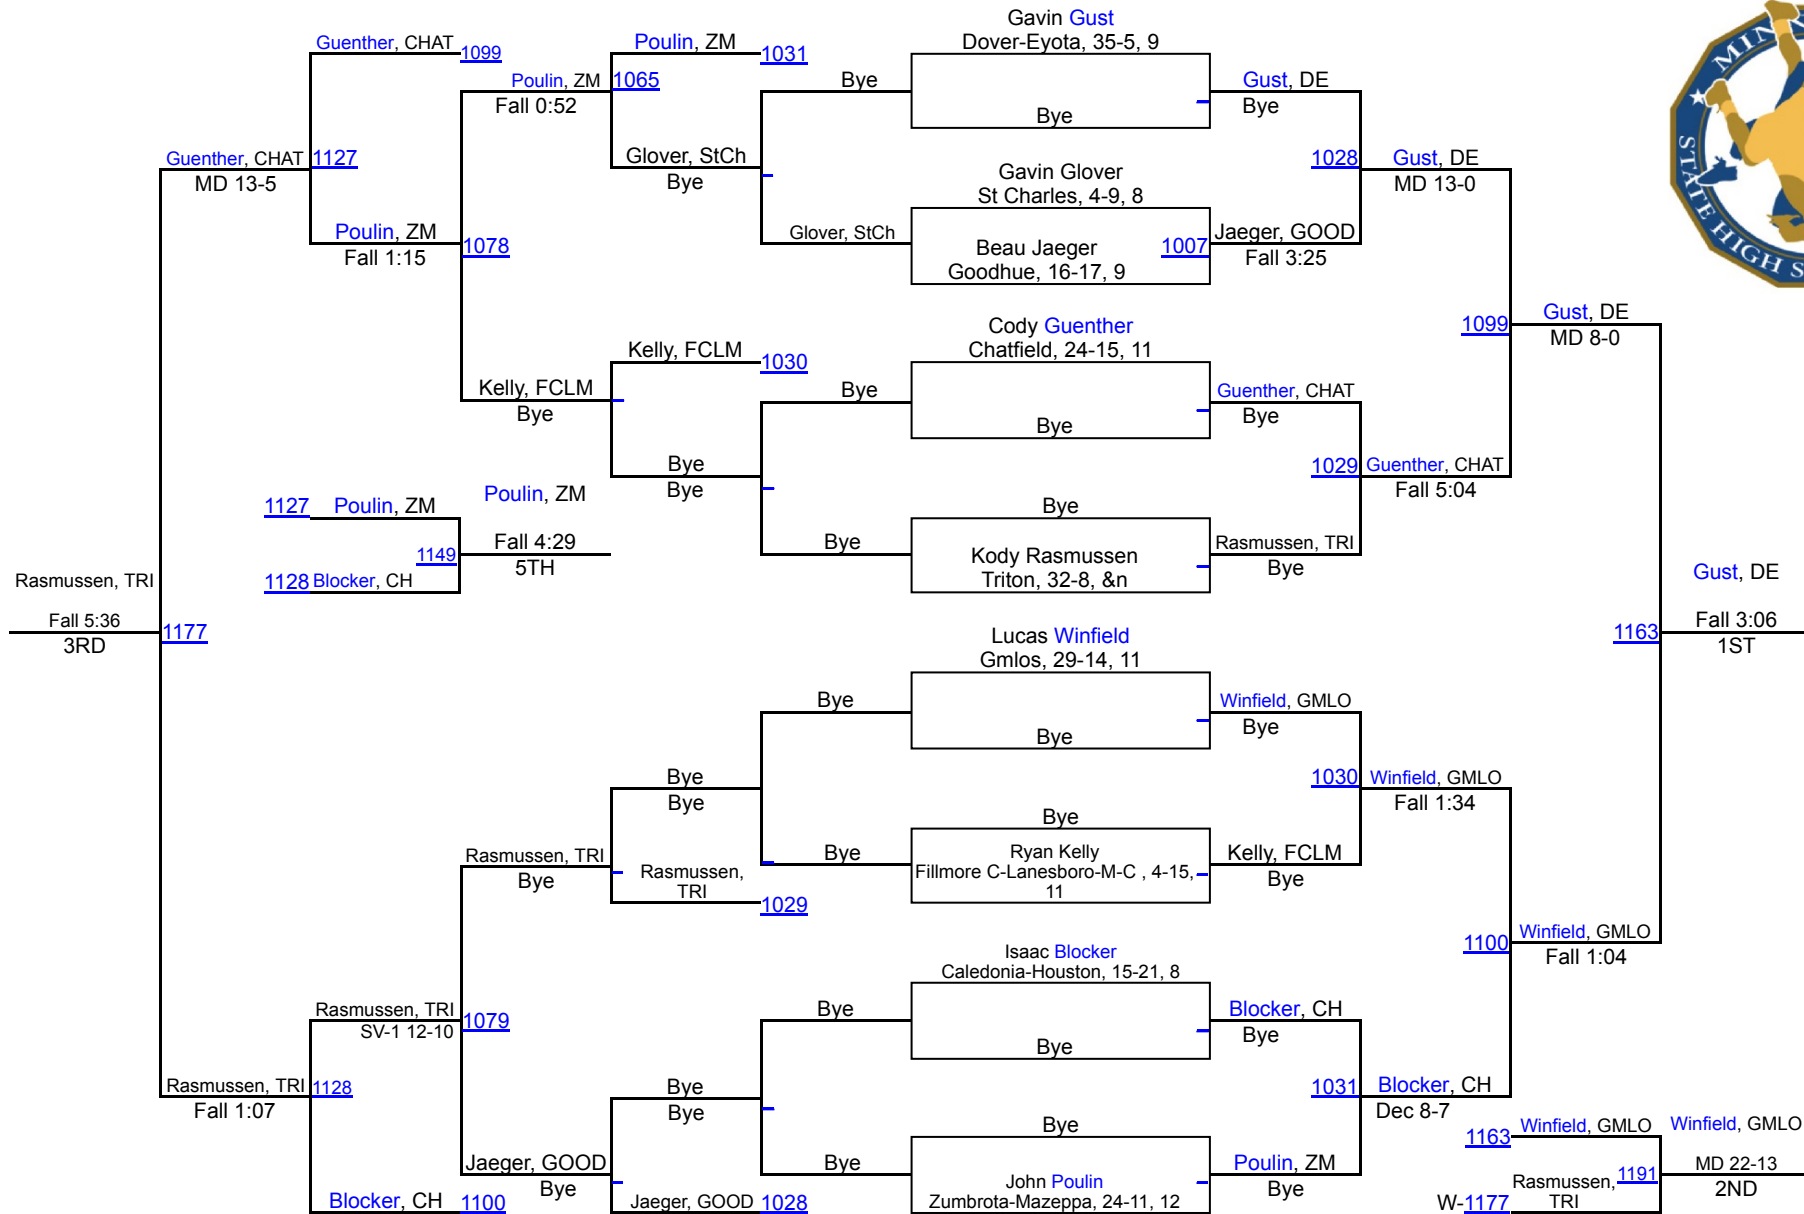 Gavin Gust
Dover-Eyota, 35-5, 9
Guenther, CHAT 1099
Poulin, ZM 1031
Poulin, ZM 1065
Fall 0:52
Bye
Bye
Gust, DE
Bye
MINN
STATE HIGH S
Guenther, CHAT 1127
MD 13-5
Glover, StCh
Bye
Gavin Glover
St Charles, 4-9, 8
1028 Gust, DE
MD 13-0
Poulin, ZM 1078
Fall 1:15
Glover, StCh
Beau Jaeger 1007
Goodhue, 16-17, 9
Jaeger, GOOD
Fall 3:25
Cody Guenther
Chatfield, 24-15, 11
1099 Gust, DE
MD 8-0
Kelly, FCLM 1030
Kelly, FCLM
Bye
Bye
Bye
Guenther, CHAT
Bye
Bye
Bye
1029 Guenther, CHAT
Fall 5:04
1127 Poulin, ZM
Poulin, ZM
1149 Fall 4:29
5TH
1128 Blocker, CH
Bye
Bye
Kody Rasmussen
Triton, 32-8, &n
Rasmussen, TRI
Bye
Rasmussen, TRI
Fall 5:36 1177
3RD
Gust, DE
1163 Fall 3:06
1ST
Lucas Winfield
Gmlos, 29-14, 11
Bye
Bye
Winfield, GMLO
Bye
Bye
Bye
1030 Winfield, GMLO
Fall 1:34
Bye
Rasmussen, TRI
Bye
Rasmussen,
TRI
1029
Bye
Ryan Kelly
Fillmore C-Lanesboro-M-C , 4-15,
11
Kelly, FCLM
Bye
1100 Winfield, GMLO
Fall 1:04
Isaac Blocker
Caledonia-Houston, 15-21, 8
Rasmussen, TRI 1079
SV-1 12-10
Bye
Bye
Blocker, CH
Bye
Rasmussen, TRI 1128
Fall 1:07
Bye
Bye
1031 Blocker, CH
Dec 8-7
Bye
1163 Winfield, GMLO
Winfield, GMLO
Jaeger, GOOD
Bye
Bye
John Poulin
Zumbrota-Mazeppa, 24-11, 12
Poulin, ZM
Bye
Rasmussen,
TRI
1191 MD 22-13
2ND
Blocker, CH 1100
Jaeger, GOOD 1028
W-1177